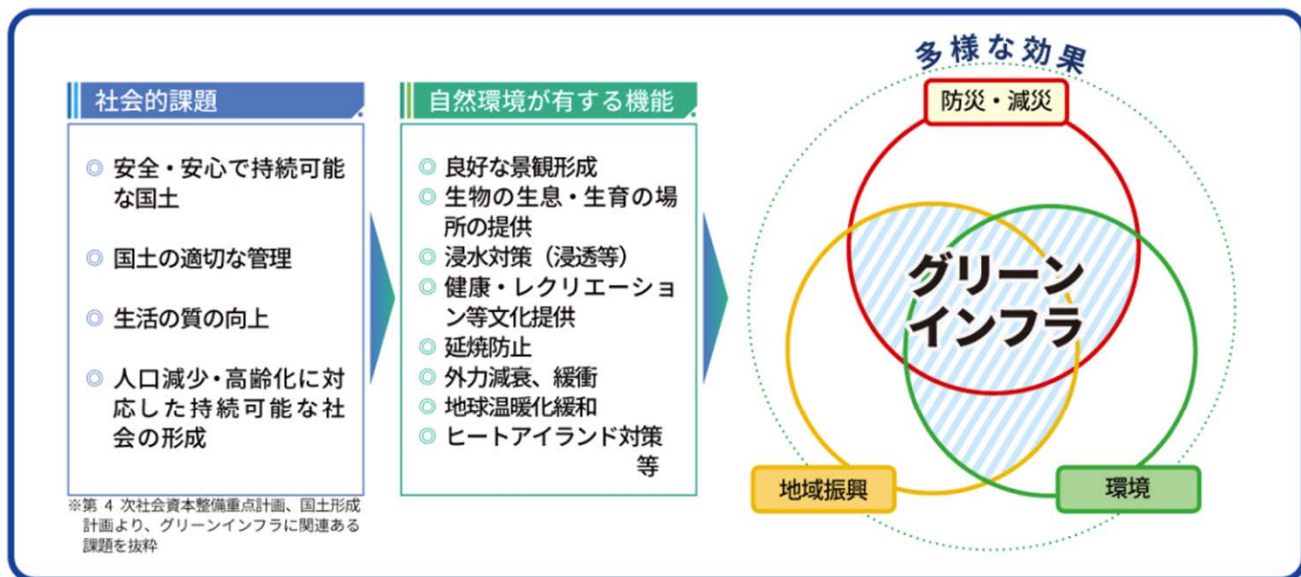 社会的課題
◎ 安全・安心で持続可能
な国土
◎ 国土の適切な管理
◎ 生活の質の向上
◎ 人口減少・高齢化に対
応した持続可能な社
会の形成
※第 4 次社会資本整備重点計画、国土形成
計画より、グリーンインフラに関連ある
課題を抜粋
自然環境が有する機能
◎ 良好な景観形成
◎ 生物の生息・生育の場
所の提供
◎ 浸水対策（浸透等）
◎ 健康・レクリエーショ
ン等文化提供
◎ 延焼防止
◎ 外力減衰、緩衝
◎ 地球温暖化緩和
◎ ヒートアイランド対策
等
多様な効果
防災・減災
グリーン
インフラ
地域振興
環境